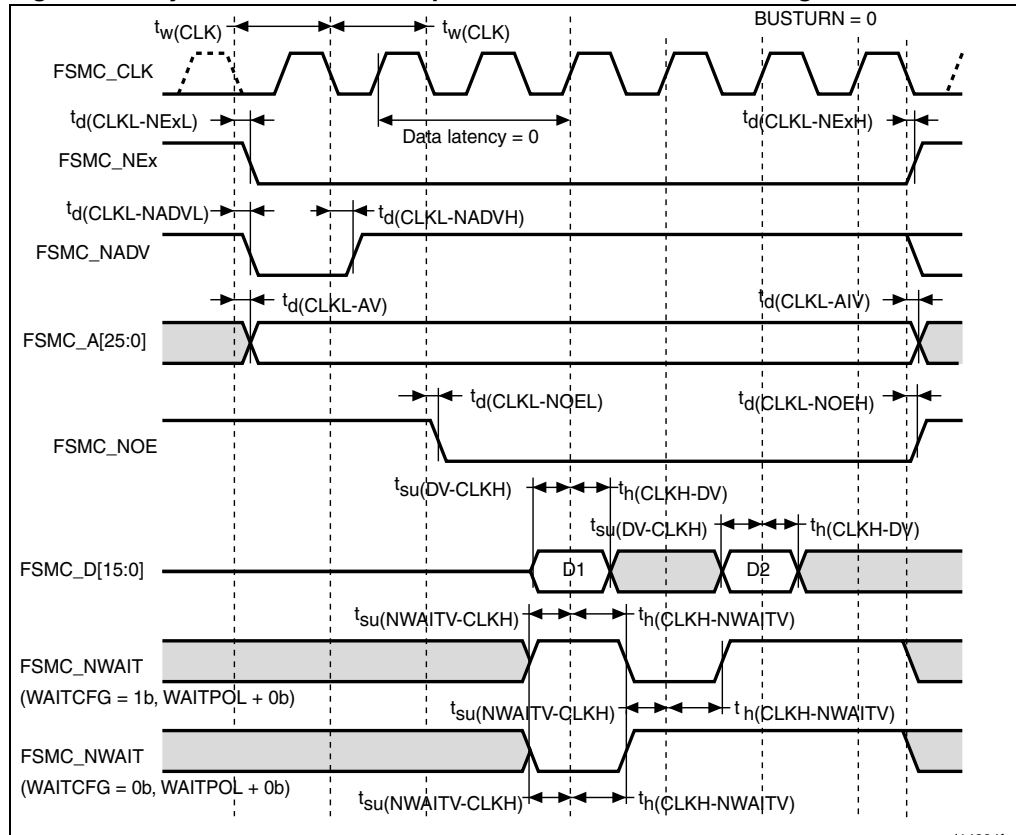 BUSTURN = 0
tw(CLK) tw(CLK)
FSMC_CLK
Data latency = 0
td(CLKL-NExL) td(CLKL-NExH)
FSMC_NEx
td(CLKL-NADVL) td(CLKL-NADVH)
FSMC_NADV
td(CLKL-AV) td(CLKL-AIV)
FSMC_A[25:0]
td(CLKL-NOEL) td(CLKL-NOEH)
FSMC_NOE
tsu(DV-CLKH) th(CLKH-DV)
tsu(DV-CLKH) th(CLKH-DV)
FSMC_D[15:0] D1 D2
tsu(NWAITV-CLKH) th(CLKH-NWAITV)
FSMC_NWAIT
(WAITCFG = 1b, WAITPOL + 0b)
tsu(NWAITV-CLKH) th(CLKH-NWAITV)
FSMC_NWAIT
(WAITCFG = 0b, WAITPOL + 0b)
tsu(NWAITV-CLKH) th(CLKH-NWAITV)